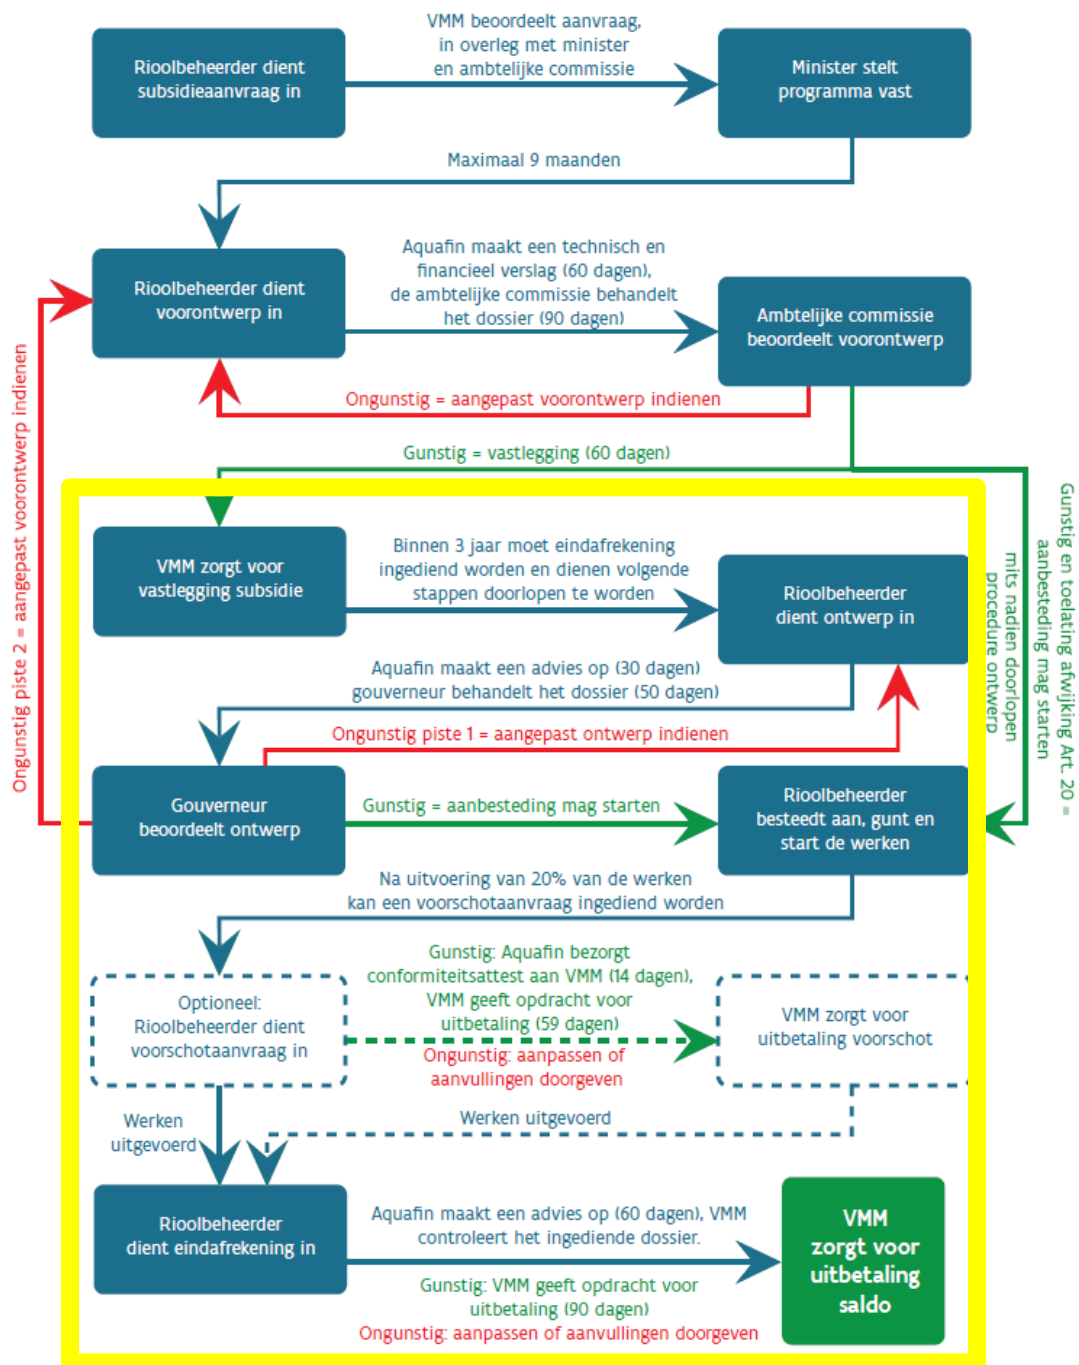 VMM beoordeelt aanvraag,
in overleg met minister
en ambtelijke commissie
Rioolbeheerder dient
subsidieaanvraag in
Minister stelt
programma vast
Maximaal 9 maanden
Aquafin maakt een technisch en
financieel verslag (60 dagen),
de ambtelijke commissie behandelt
het dossier (90 dagen)
Rioolbeheerder dient
voorontwerp in
Ambtelijke commissie
beoordeelt voorontwerp
Ongunstig = aangepast voorontwerp indienen
Gunstig = vastlegging (60 dagen)
Ongunstig piste 2 = aangepast voorontwerp indienen
Gunstig en toelating afwijking Art. 20 =
aanbesteding mag starten
mits nadien doorlopen
procedure ontwerp
VMM zorgt voor
vastlegging subsidie
Binnen 3 jaar moet eindafrekening
ingediend worden en dienen volgende
stappen doorlopen te worden
Rioolbeheerder
dient ontwerp in
Aquafin maakt een advies op (30 dagen)
gouverneur behandelt het dossier (50 dagen)
Ongunstig piste 1 = aangepast ontwerp indienen
Gouverneur
beoordeelt ontwerp
Gunstig = aanbesteding mag starten
Rioolbeheerder
besteedt aan, gunt en
start de werken
Na uitvoering van 20% van de werken
kan een voorschotaanvraag ingediend worden
Optioneel:
Rioolbeheerder dient
voorschotaanvraag in
Gunstig: Aquafin bezorgt
conformiteitsattest aan VMM (14 dagen),
VMM geeft opdracht voor
uitbetaling (59 dagen)
Ongunstig: aanpassen of
aanvullingen doorgeven
VMM zorgt voor
uitbetaling voorschot
Werken
uitgevoerd
Werken uitgevoerd
Rioolbeheerder
dient eindafrekening in
Aquafin maakt een advies op (60 dagen), VMM
controleert het ingediende dossier.
Gunstig: VMM geeft opdracht voor
uitbetaling (90 dagen)
Ongunstig: aanpassen of aanvullingen doorgeven
VMM
zorgt voor
uitbetaling
saldo